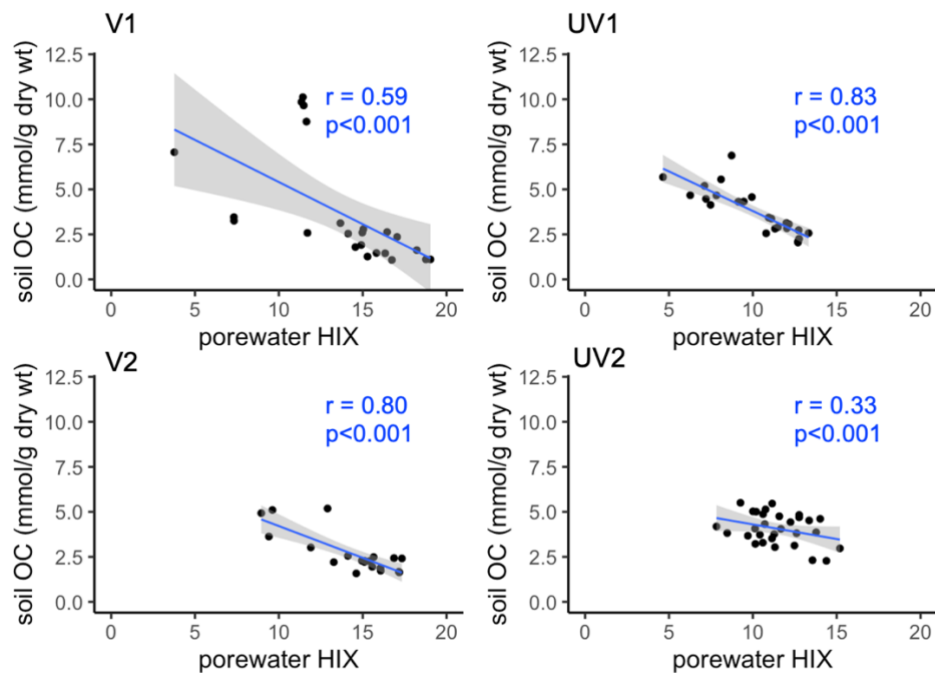 V1
UV1
soil OC (mmol/g dry wt)
12.5
10.0
7.5
5.0
2.5
0.0
r = 0.59
p<0.001
0 5 10 15 20
porewater HIX
soil OC (mmol/g dry wt)
12.5
10.0
7.5
5.0
2.5
0.0
r = 0.83
p<0.001
0 5 10 15 20
porewater HIX
V2
UV2
soil OC (mmol/g dry wt)
12.5
10.0
7.5
5.0
2.5
0.0
r = 0.80
p<0.001
0 5 10 15 20
porewater HIX
soil OC (mmol/g dry wt)
12.5
10.0
7.5
5.0
2.5
0.0
r = 0.33
p<0.001
0 5 10 15 20
porewater HIX